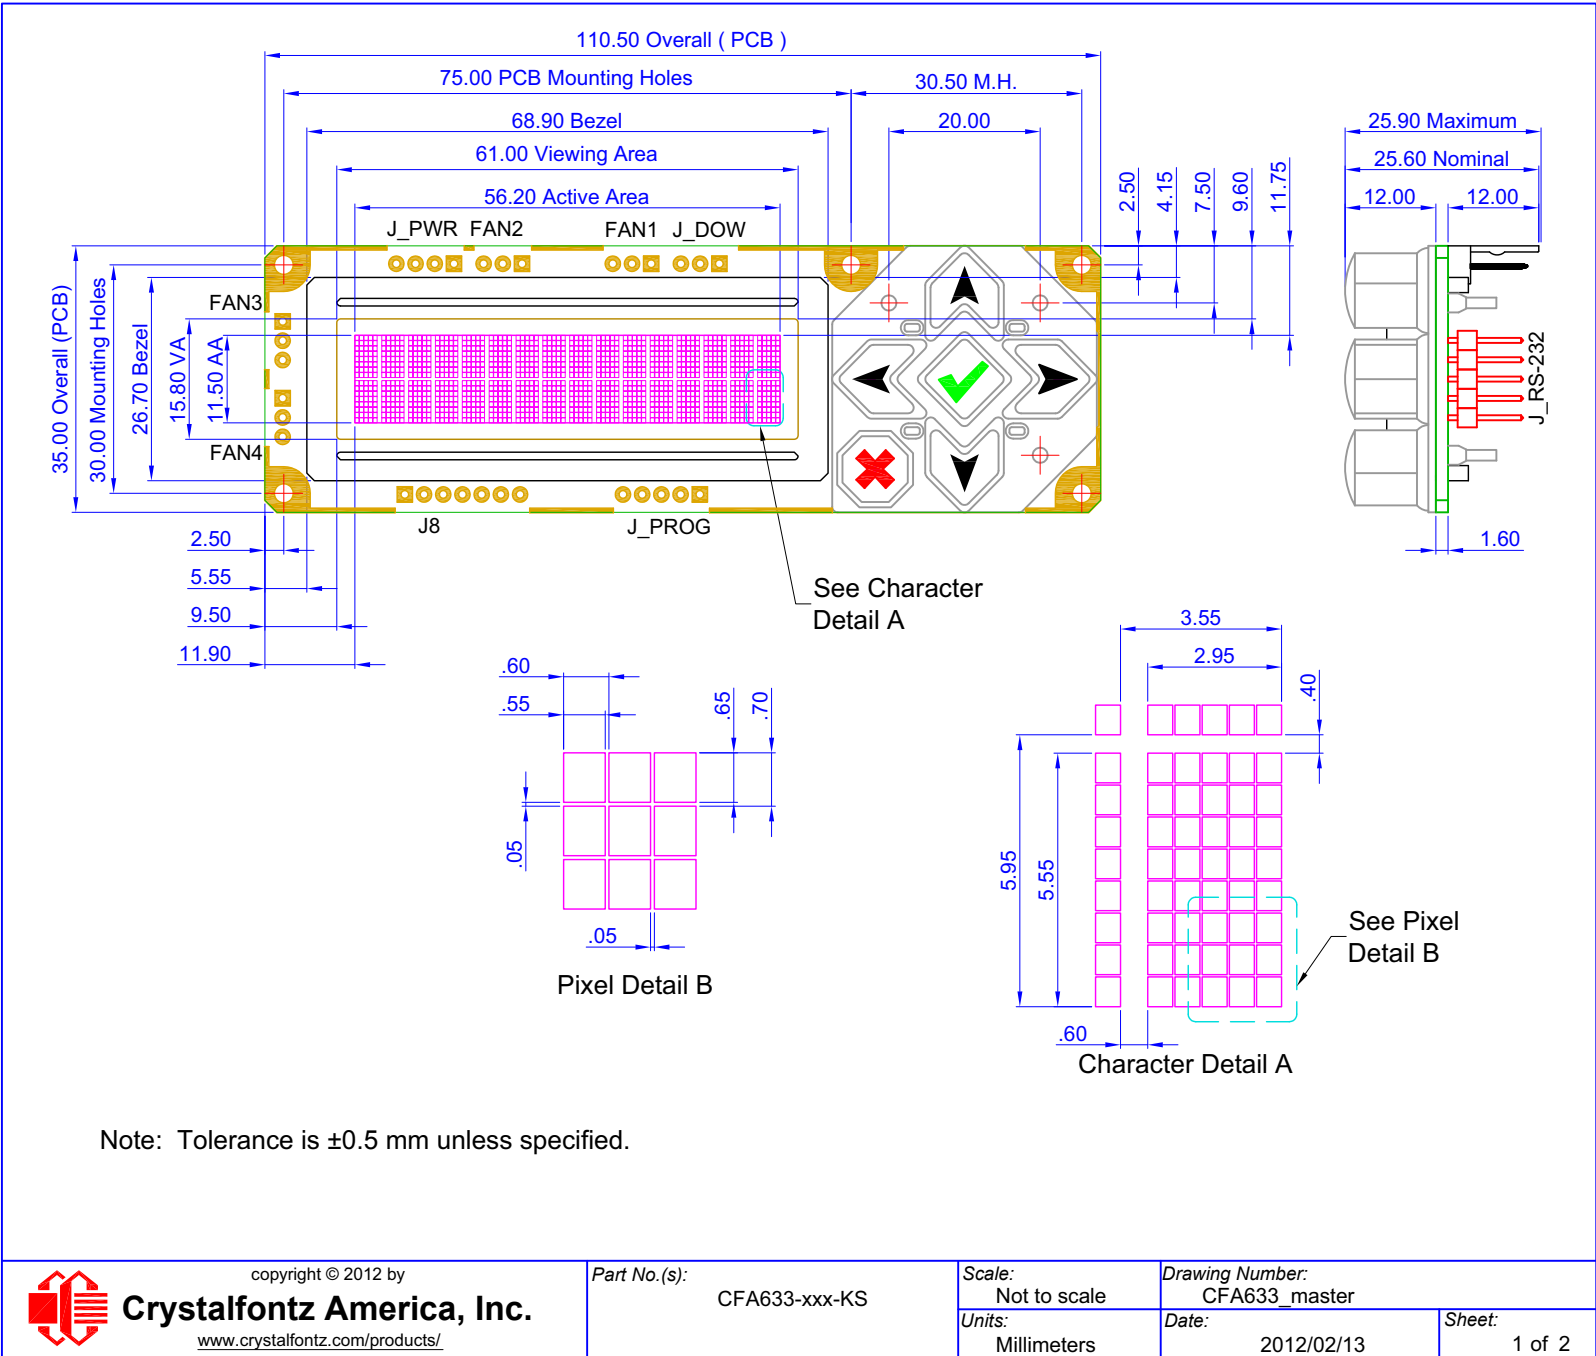 110.50 Overall ( PCB )
75.00 PCB Mounting Holes
30.50 M.H.
68.90 Bezel
20.00
61.00 Viewing Area
56.20 Active Area
2.50
4.15
7.50
9.60
11.75
25.90 Maximum
25.60 Nominal
12.00
12.00
J_PWR FAN2
FAN1 J_DOW
FAN3
FAN4
35.00 Overall (PCB)
30.00 Mounting Holes
26.70 Bezel
15.80 VA
11.50 AA
J_RS-232
J8
J_PROG
2.50
5.55
9.50
11.90
1.60
See Character
Detail A
.60
.55
.65
.70
.05
.05
Pixel Detail B
3.55
2.95
.40
5.95
5.55
.60
See Pixel
Detail B
Character Detail A
Note: Tolerance is ±0.5 mm unless specified.
copyright © 2012 by
Crystalfontz America, Inc.
www.crystalfontz.com/products/
Part No.(s):
CFA633-xxx-KS
Scale:
Not to scale
Drawing Number:
CFA633_master
Units:
Millimeters
Date:
2012/02/13
Sheet:
1 of 2